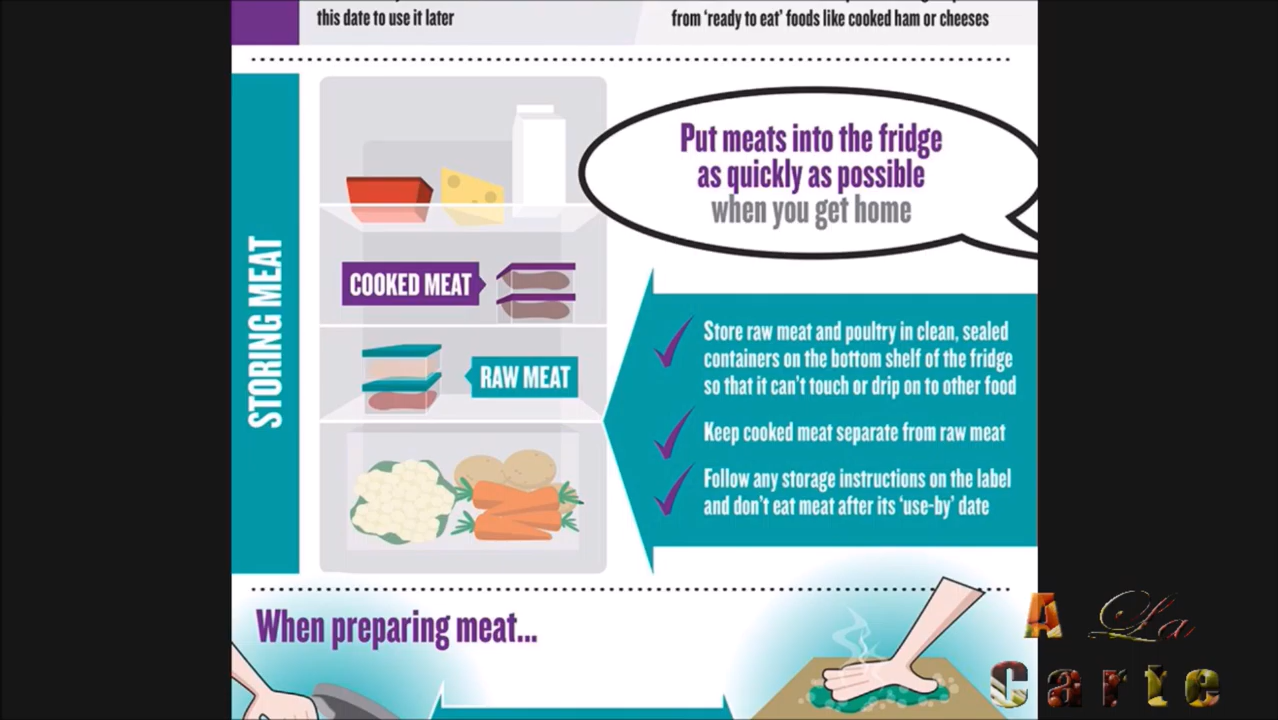 this date to use it later
from ‘ready to eat’ foods like cooked ham or cheeses
STORING MEAT
COOKED MEAT
RAW MEAT
Put meats into the fridge
as quickly as possible
when you get home
Store raw meat and poultry in clean, sealed
containers on the bottom shelf of the fridge
so that it can’t touch or drip on to other food
Keep cooked meat separate from raw meat
Follow any storage instructions on the label
and don’t eat meat after its ‘use-by’ date
When preparing meat...
A La
Carte